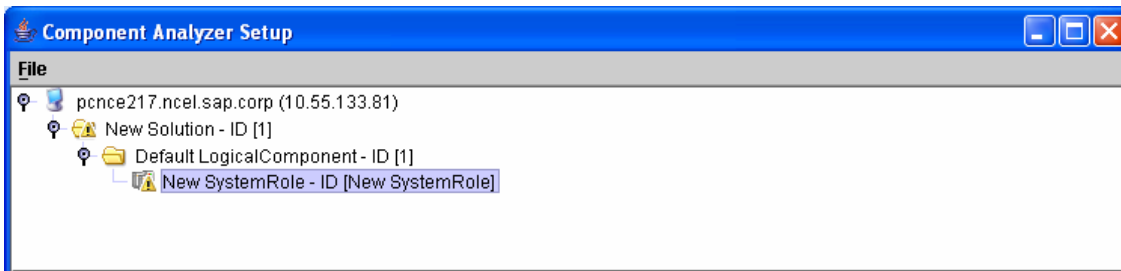 Component Analyzer Setup
File
pcnce217.ncel.sap.corp (10.55.133.81)
New Solution - ID [1]
Default LogicalComponent - ID [1]
New SystemRole - ID [New SystemRole]